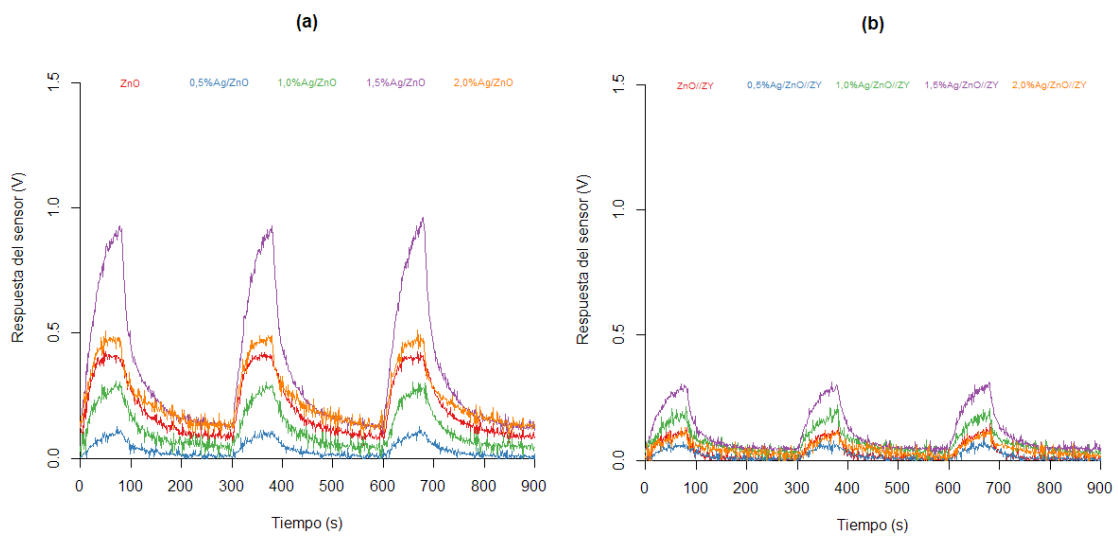 (a)
ZnO 0,5%Ag/ZnO 1,0%Ag/ZnO 1,5%Ag/ZnO 2,0%Ag/ZnO
Respuesta del sensor (V)
1.5
1.0
0.5
0.0
0 100 200 300 400 500 600 700 800 900
Tiempo (s)
(b)
ZnO//ZY 0,5%Ag/ZnO//ZY 1,0%Ag/ZnO//ZY 1,5%Ag/ZnO//ZY 2,0%Ag/ZnO//ZY
Respuesta del sensor (V)
1.5
1.0
0.5
0.0
0 100 200 300 400 500 600 700 800 900
Tiempo (s)